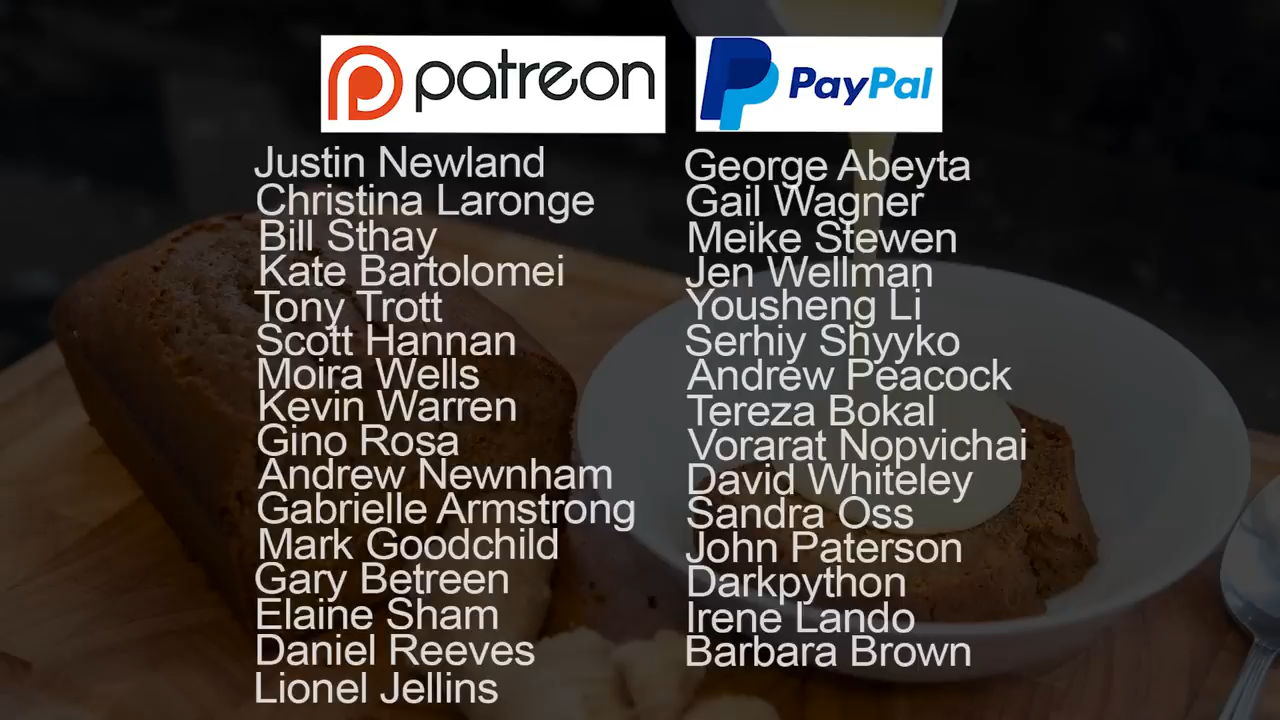 patreon
Justin Newland
Christina Laronge
Bill Sthay
Kate Bartolomei
Tony Trott
Scott Hannan
Moira Wells
Kevin Warren
Gino Rosa
Andrew Newnham
Gabrielle Armstrong
Mark Goodchild
Gary Betreen
Elaine Sham
Daniel Reeves
Lionel Jellins
PayPal
George Abeyta
Gail Wagner
Meike Stewen
Jen Wellman
Yousheng Li
Serhiy Shyyko
Andrew Peacock
Tereza Bokal
Vorarat Nopvichai
David Whiteley
Sandra Oss
John Paterson
Darkpython
Irene Lando
Barbara Brown